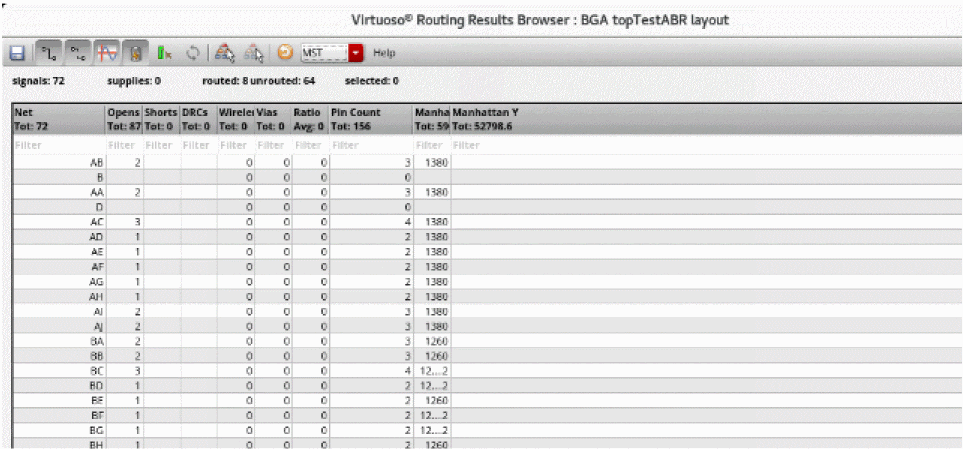 Virtuoso® Routing Results Browser : BGA topTestABR layout
MST Help
signals: 72 supplies: 0 routed: 8 unrouted: 64 selected: 0
Net Opens Shorts DRCs Wirelei Vias Ratio Pin Count Manha Manhattan Y
Tot: 72 Tot: 87 Tot: 0 Tot: 0 Tot: 0 Tot: 0 Avg: 0 Tot: 156 Tot: 59 Tot: 52798.6
Filter Filter Filter Filter Filter Filter Filter Filter Filter Filter
AB 2 0 0 0 3 1380
B 0 0 0 0
AA 2 0 0 0 3 1380
D 0 0 0 0
AC 3 0 0 0 4 1380
AD 1 0 0 0 2 1380
AE 1 0 0 0 2 1380
AF 1 0 0 0 2 1380
AG 1 0 0 0 2 1380
AH 1 0 0 0 2 1380
AI 2 0 0 0 3 1380
AJ 2 0 0 0 3 1380
BA 2 0 0 0 3 1260
BB 2 0 0 0 3 1260
BC 3 0 0 0 4 12...2
BD 1 0 0 0 2 12...2
BE 1 0 0 0 2 1260
BF 1 0 0 0 2 12...2
BG 1 0 0 0 2 12...2
BH 1 0 0 0 2 1260